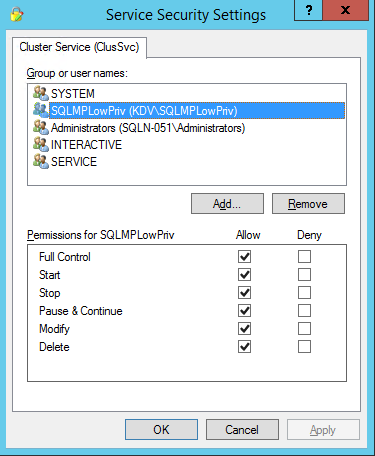 Service Security Settings
? x
Cluster Service (ClusSvc)
Group or user names:
SYSTEM
SQLMPLowPriv (KDV\SQLMPLowPriv)
Administrators (SQLN-051\Administrators)
INTERACTIVE
SERVICE
Add... Remove
Permissions for SQLMPLowPriv Allow Deny
Full Control
Start
Stop
Pause & Continue
Modify
Delete
OK Cancel Apply